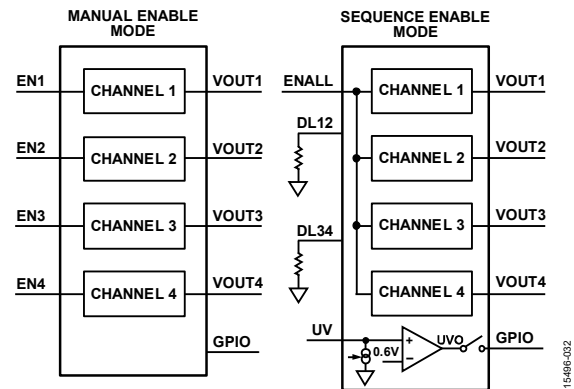 MANUAL ENABLE
MODE
EN1
CHANNEL 1
VOUT1
EN2
CHANNEL 2
VOUT2
EN3
CHANNEL 3
VOUT3
EN4
CHANNEL 4
VOUT4
GPIO
SEQUENCE ENABLE
MODE
ENALL
CHANNEL 1
VOUT1
DL12
CHANNEL 2
VOUT2
CHANNEL 3
VOUT3
DL34
CHANNEL 4
VOUT4
UV
0.6V
+
−
UVO
GPIO
15496-032